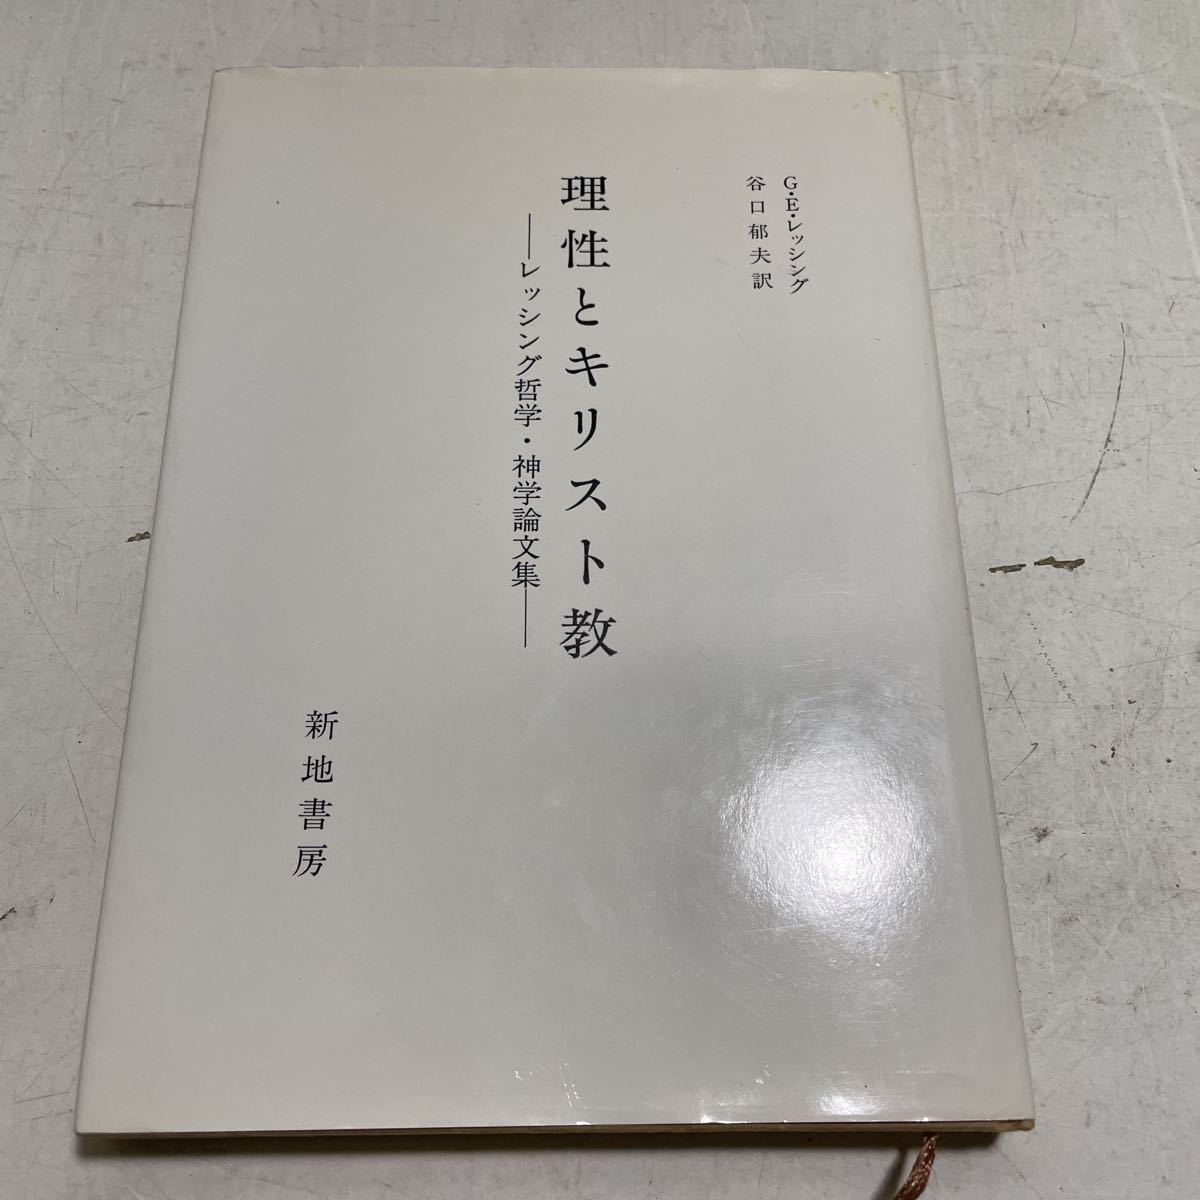 G・E・レッシング
谷口郁夫訳
理性とキリスト教
――レッシング哲学・神学論文集――
新地書房